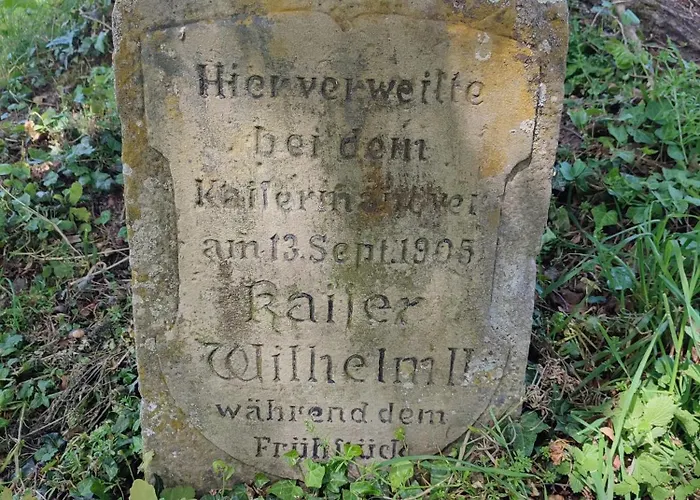 Hier verweilte
bei dem
Kaisermanöver
am 13. Sept. 1905
Kaiser
Wilhelm II
während dem
Frühstück